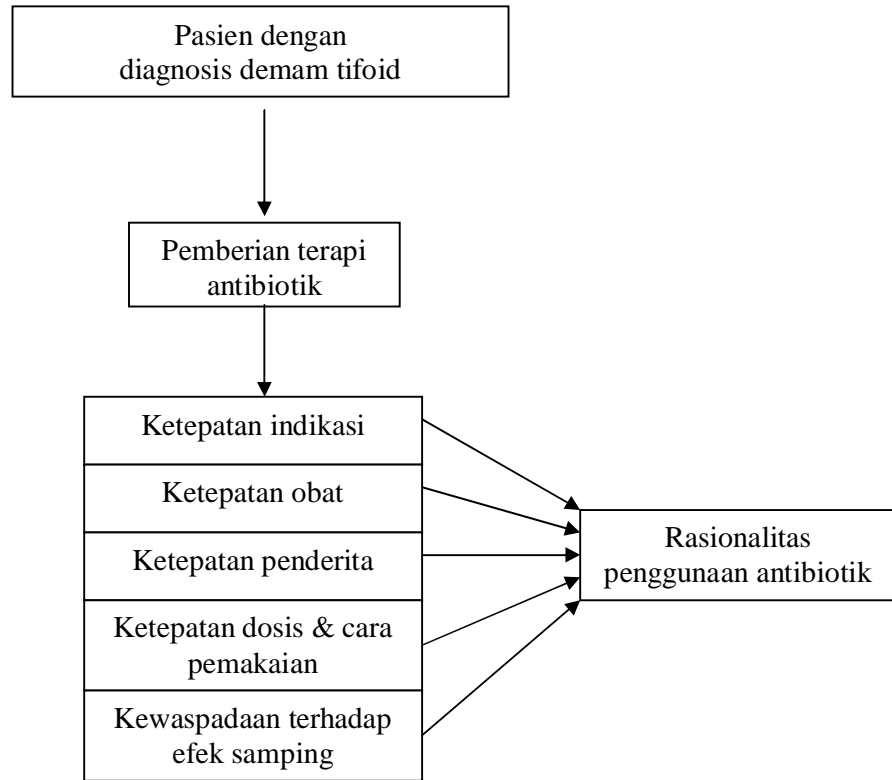 Pasien dengan
diagnosis demam tifoid
Pemberian terapi
antibiotik
Ketepatan indikasi
Ketepatan obat
Ketepatan penderita
Ketepatan dosis & cara
pemakaian
Kewaspadaan terhadap
efek samping
Rasionalitas
penggunaan antibiotik